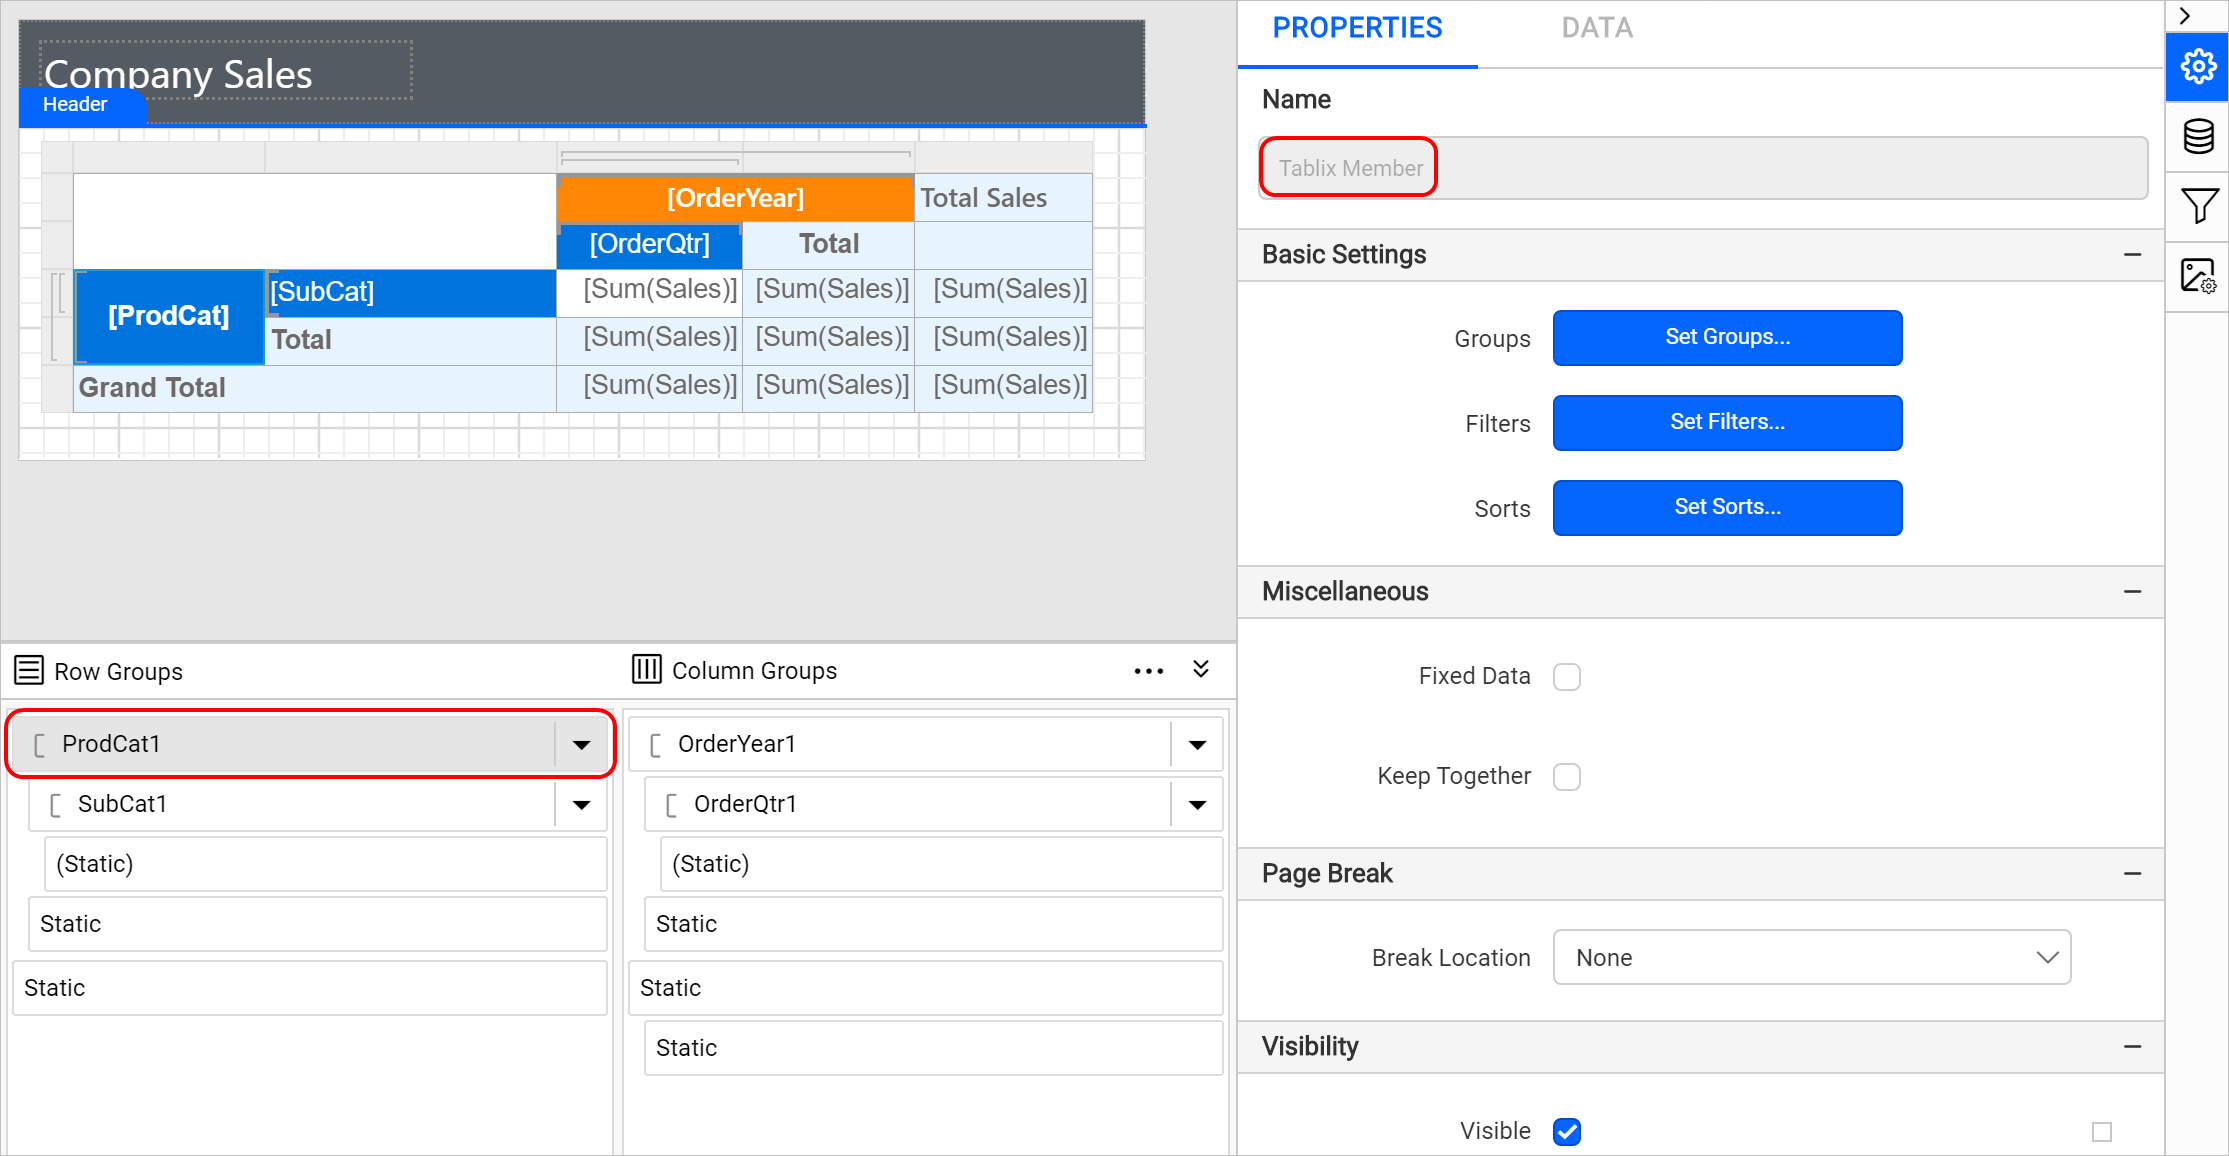 Company Sales
Header
[OrderYear] Total Sales
[OrderQtr] Total
[ProdCat] [SubCat] [Sum(Sales)] [Sum(Sales)] [Sum(Sales)]
Total [Sum(Sales)] [Sum(Sales)] [Sum(Sales)]
Grand Total [Sum(Sales)] [Sum(Sales)] [Sum(Sales)]
Row Groups
ProdCat1
SubCat1
(Static)
Static
Static
Column Groups
OrderYear1
OrderQtr1
(Static)
Static
Static
Static
PROPERTIES DATA
Name
Tablix Member
Basic Settings
Groups Set Groups...
Filters Set Filters...
Sorts Set Sorts...
Miscellaneous
Fixed Data
Keep Together
Page Break
Break Location None
Visibility
Visible